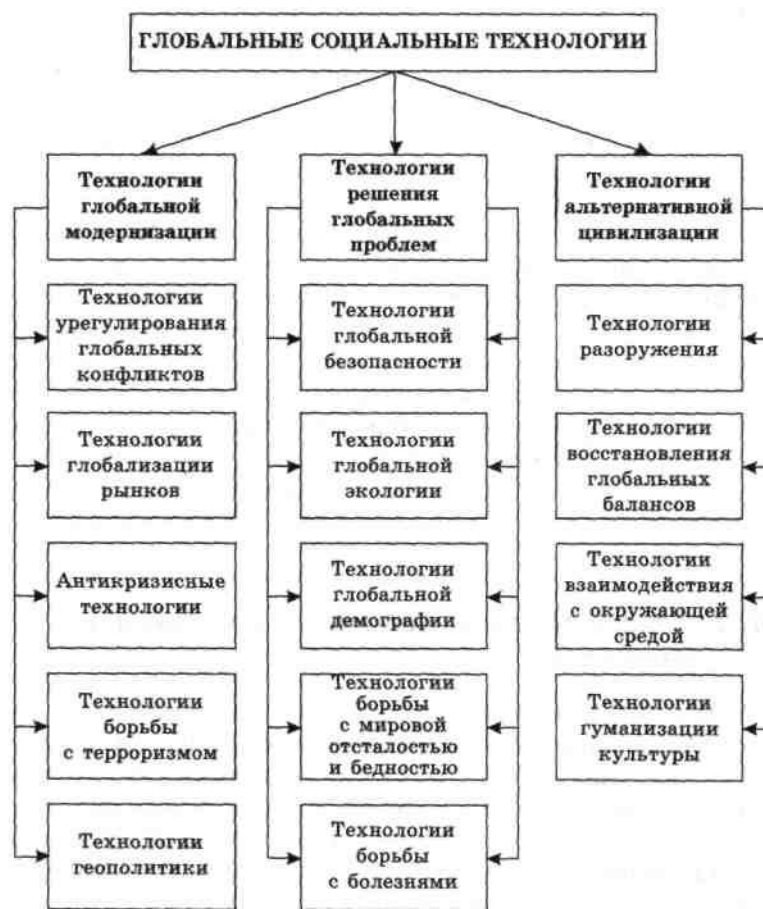 ГЛОБАЛЬНЫЕ СОЦИАЛЬНЫЕ ТЕХНОЛОГИИ
Технологии
глобальной
модернизации
Технологии
урегулирования
глобальных
конфликтов
Технологии
глобализации
рынков
Антикризисные
технологии
Технологии
борьбы
с терроризмом
Технологии
геополитики
Технологии
решения
глобальных
проблем
Технологии
глобальной
безопасности
Технологии
глобальной
экологии
Технологии
глобальной
демографии
Технологии
борьбы
с мировой
отсталостью
и бедностью
Технологии
борьбы
с болезнями
Технологии
альтернативной
цивилизации
Технологии
разоружения
Технологии
восстановления
глобальных
балансов
Технологии
взаимодействия
с окружающей
средой
Технологии
гуманизации
культуры